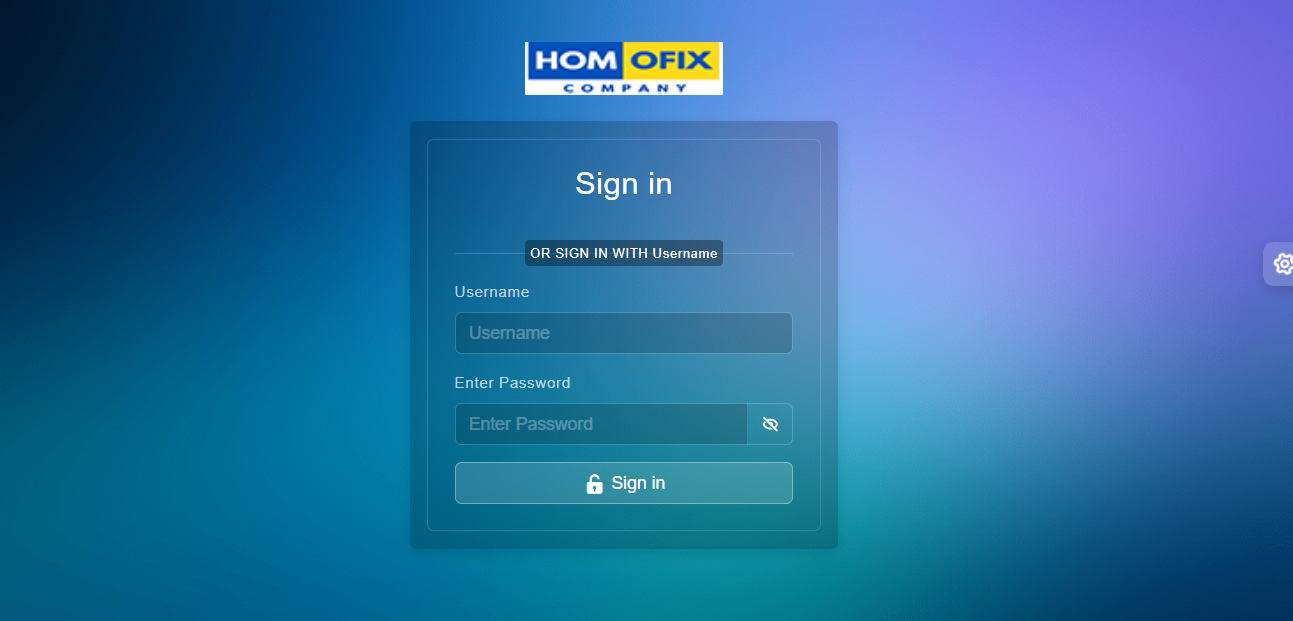 HOM OFIX
COMPANY
Sign in
OR SIGN IN WITH Username
Username
Username
Enter Password
Enter Password
Sign in